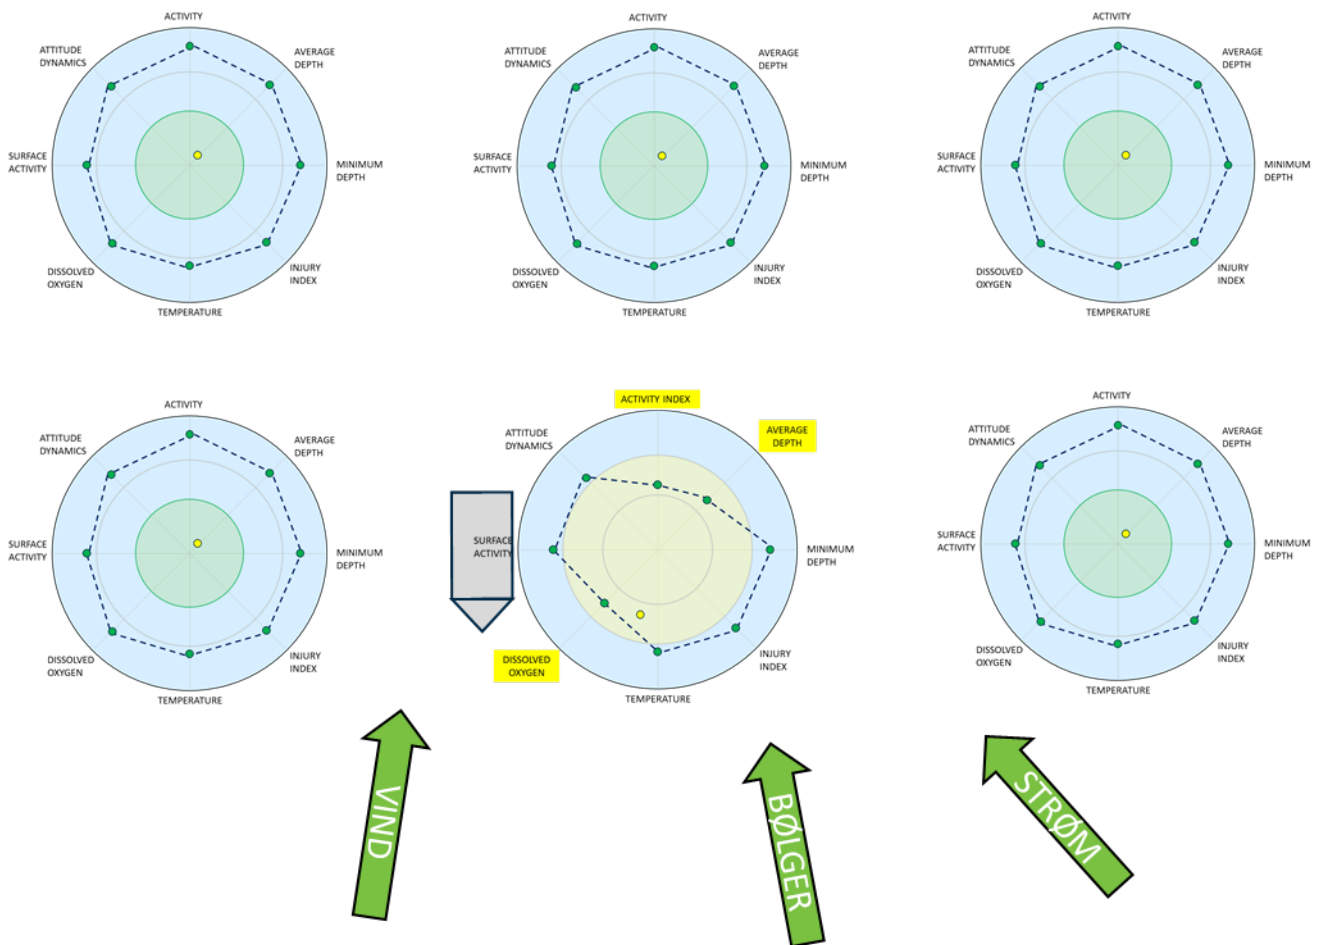 ACTIVITY
ATTITUDE
DYNAMICS
AVERAGE
DEPTH
SURFACE
ACTIVITY
MINIMUM
DEPTH
DISSOLVED
OXYGEN
INJURY
INDEX
TEMPERATURE
ACTIVITY
ATTITUDE
DYNAMICS
AVERAGE
DEPTH
SURFACE
ACTIVITY
MINIMUM
DEPTH
DISSOLVED
OXYGEN
INJURY
INDEX
TEMPERATURE
ACTIVITY
ATTITUDE
DYNAMICS
AVERAGE
DEPTH
SURFACE
ACTIVITY
MINIMUM
DEPTH
DISSOLVED
OXYGEN
INJURY
INDEX
TEMPERATURE
ACTIVITY
ATTITUDE
DYNAMICS
AVERAGE
DEPTH
SURFACE
ACTIVITY
MINIMUM
DEPTH
DISSOLVED
OXYGEN
INJURY
INDEX
TEMPERATURE
ACTIVITY INDEX
ATTITUDE
DYNAMICS
AVERAGE
DEPTH
SURFACE
ACTIVITY
MINIMUM
DEPTH
DISSOLVED
OXYGEN
INJURY
INDEX
TEMPERATURE
ACTIVITY
ATTITUDE
DYNAMICS
AVERAGE
DEPTH
SURFACE
ACTIVITY
MINIMUM
DEPTH
DISSOLVED
OXYGEN
INJURY
INDEX
TEMPERATURE
VIND
BØLGER
STRØM